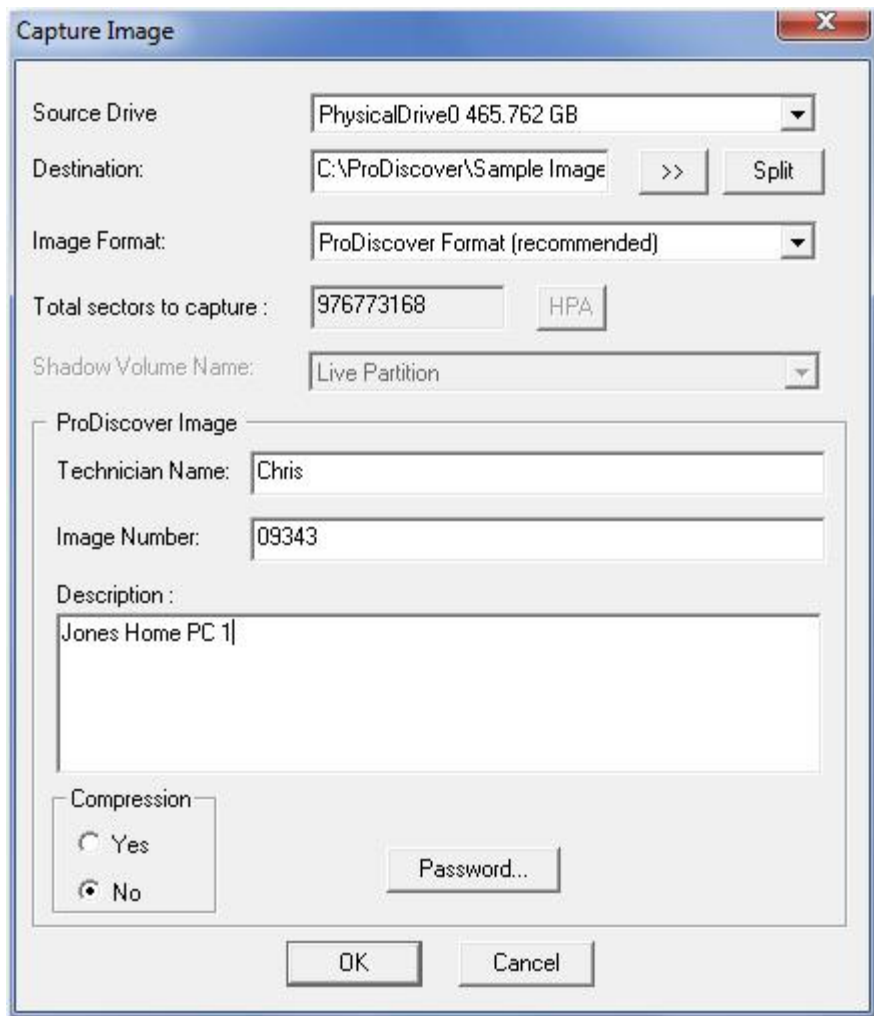 Capture Image
Source Drive PhysicalDrive0 465.762 GB
Destination: C:\ProDiscover\Sample Image >> Split
Image Format: ProDiscover Format (recommended)
Total sectors to capture : 976773168 HPA
Shadow Volume Name: Live Partition
ProDiscover Image
Technician Name: Chris
Image Number: 09343
Description :
Jones Home PC 1
Compression
Yes
No
Password...
OK Cancel